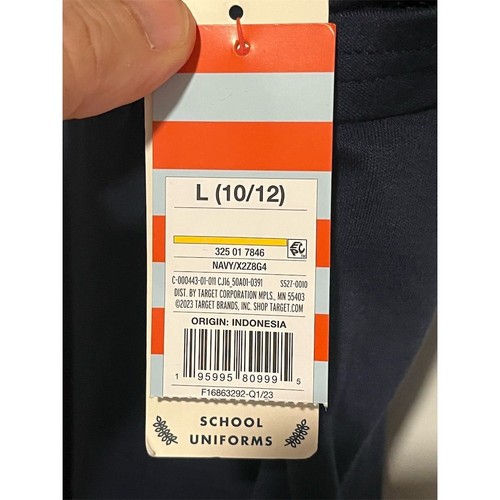 L (10/12)
325 01 7846
NAVY/X2Z8G4
C-000443-01-011 CJ16_50A01-0391 S527-0010
DIST. BY TARGET CORPORATION MPLS., MN 55403
©2023 TARGET BRANDS, INC. SHOP TARGET.COM
ORIGIN: INDONESIA
1 95995 80999 5
F16863292-Q1/23
SCHOOL
UNIFORMS